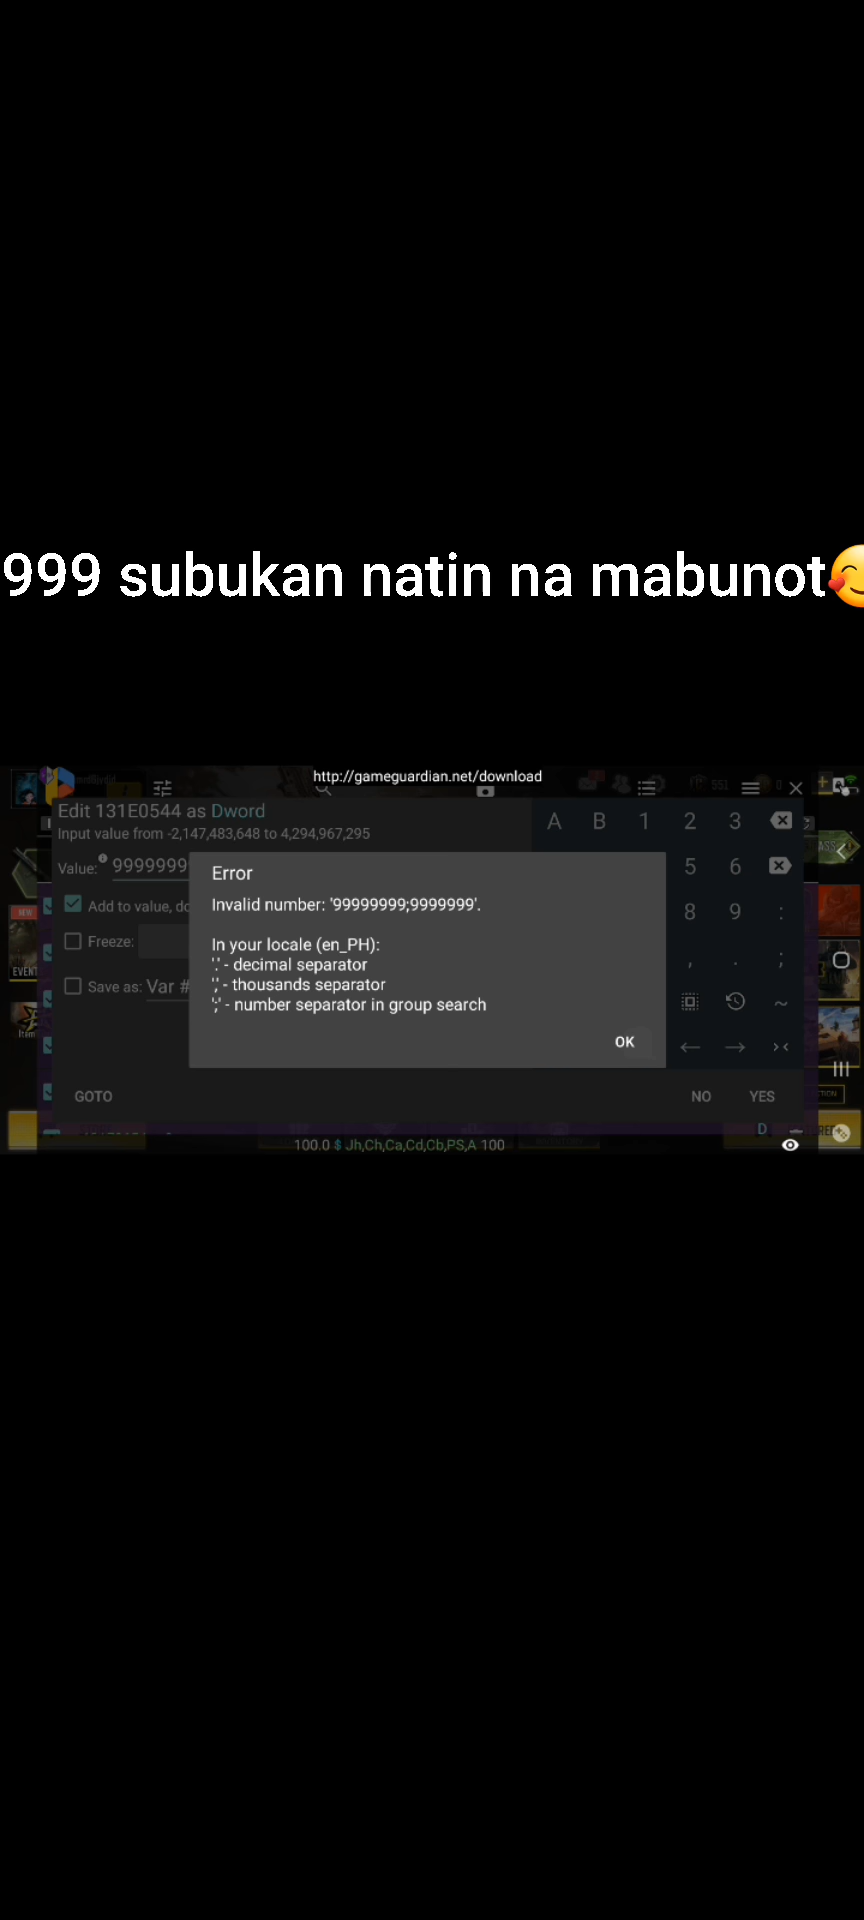 999 subukan natin na mabunot🥰
http://gameguardian.net/download
551
Edit 131E0544 as Dword
Input value from -2,147,483,648 to 4,294,967,295
Value: 9999999
Add to value, do
Freeze:
Save as: Var #
Error
Invalid number: '99999999;9999999'.
In your locale (en_PH):
'.' - decimal separator
',' - thousands separator
';' - number separator in group search
OK
A B 1 2 3
5 6
8 9 :
, . ;
~
← → ><
GOTO
NO YES
NEW
EVENT
D
100.0 $ Jh,Ch,Ca,Cd,Cb,PS,A 100